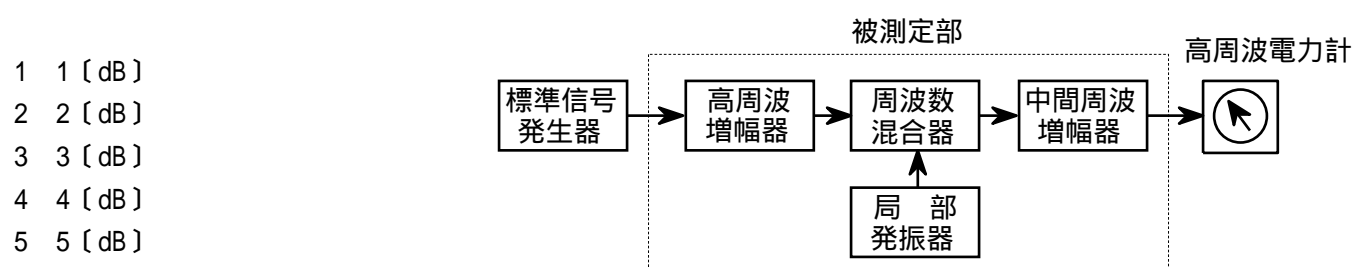 1 1〔dB〕
2 2〔dB〕
3 3〔dB〕
4 4〔dB〕
5 5〔dB〕
被測定部
高周波電力計
標準信号
発生器
高周波
増幅器
周波数
混合器
中間周波
増幅器
局 部
発振器